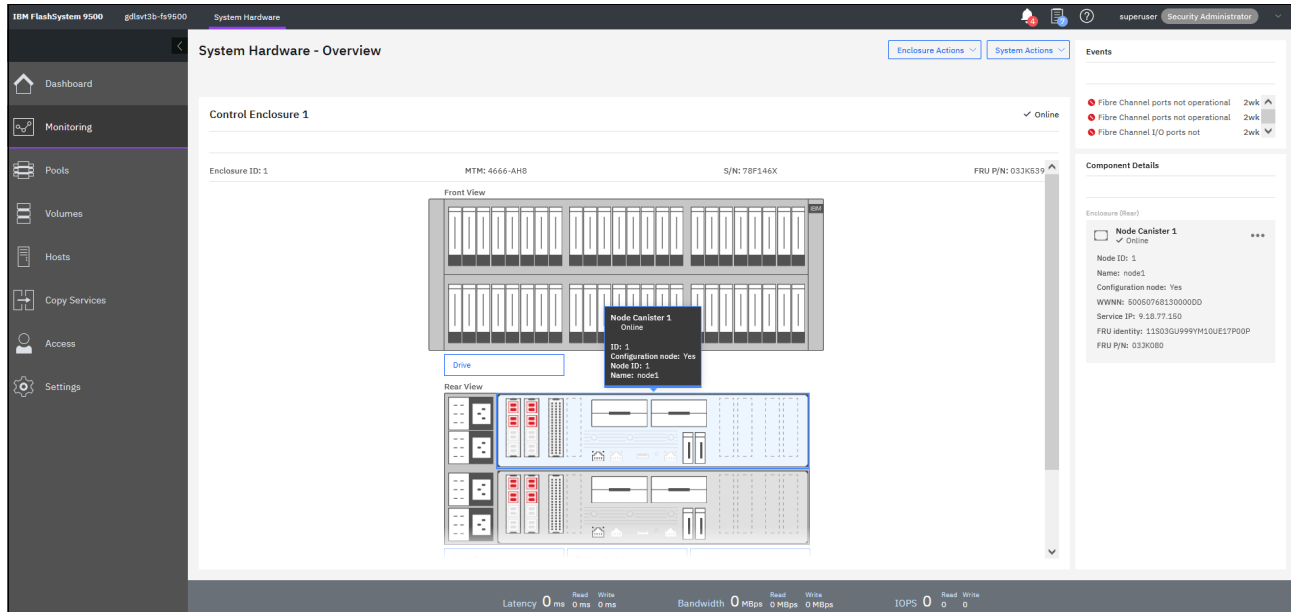 IBM FlashSystem 9500 gdlsvt3b-fs9500 System Hardware 4 7 superuser Security Administrator
System Hardware - Overview
Enclosure Actions System Actions
Dashboard
Monitoring
Pools
Volumes
Hosts
Copy Services
Access
Settings
Control Enclosure 1
Online
Enclosure ID: 1 MTM: 4666-AH8 S/N: 78F146X FRU P/N: 03JK539
Front View
IBM
Node Canister 1
Online
ID: 1
Configuration node: Yes
Node ID: 1
Name: node1
Drive
Rear View
Events
Fibre Channel ports not operational 2wk
Fibre Channel ports not operational 2wk
Fibre Channel I/O ports not 2wk
Component Details
Enclosure (Rear)
Node Canister 1
Online
Node ID: 1
Name: node1
Configuration node: Yes
WWNN: 50050768130000DD
Service IP: 9.18.77.150
FRU identity: 11S03GU999YM10UE17P00P
FRU P/N: 03JK080
Latency 0 ms Read 0 ms Write 0 ms
Bandwidth 0 MBps Read 0 MBps Write 0 MBps
IOPS 0 Read 0 Write 0